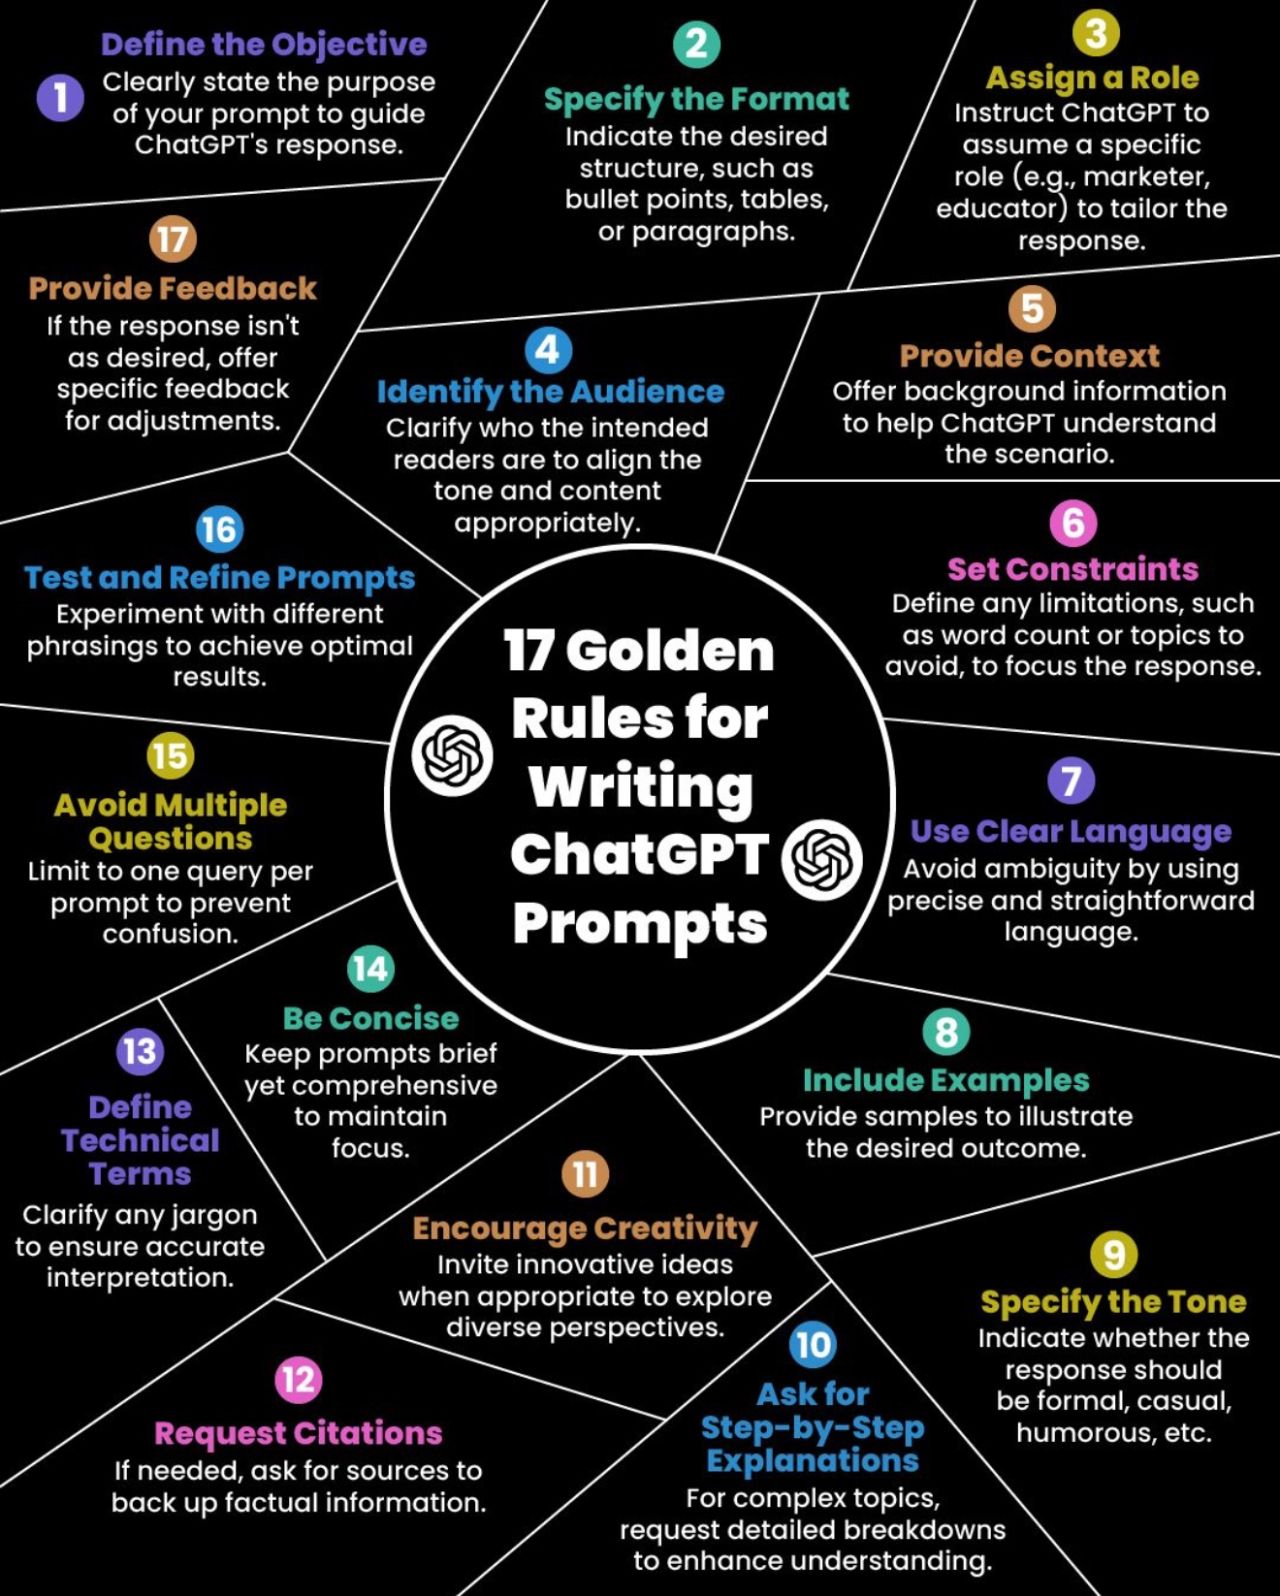 1
Define the Objective
Clearly state the purpose
of your prompt to guide
ChatGPT's response.
2
Specify the Format
Indicate the desired
structure, such as
bullet points, tables,
or paragraphs.
3
Assign a Role
Instruct ChatGPT to
assume a specific
role (e.g., marketer,
educator) to tailor the
response.
17
Provide Feedback
If the response isn't
as desired, offer
specific feedback
for adjustments.
4
Identify the Audience
Clarify who the intended
readers are to align the
tone and content
appropriately.
5
Provide Context
Offer background information
to help ChatGPT understand
the scenario.
16
Test and Refine Prompts
Experiment with different
phrasings to achieve optimal
results.
6
Set Constraints
Define any limitations, such
as word count or topics to
avoid, to focus the response.
17 Golden
Rules for
Writing
ChatGPT
Prompts
15
Avoid Multiple
Questions
Limit to one query per
prompt to prevent
confusion.
7
Use Clear Language
Avoid ambiguity by using
precise and straightforward
language.
14
Be Concise
Keep prompts brief
yet comprehensive
to maintain
focus.
8
Include Examples
Provide samples to illustrate
the desired outcome.
13
Define
Technical
Terms
Clarify any jargon
to ensure accurate
interpretation.
11
Encourage Creativity
Invite innovative ideas
when appropriate to explore
diverse perspectives.
9
Specify the Tone
Indicate whether the
response should
be formal, casual,
humorous, etc.
12
Request Citations
If needed, ask for sources to
back up factual information.
10
Ask for
Step-by-Step
Explanations
For complex topics,
request detailed breakdowns
to enhance understanding.